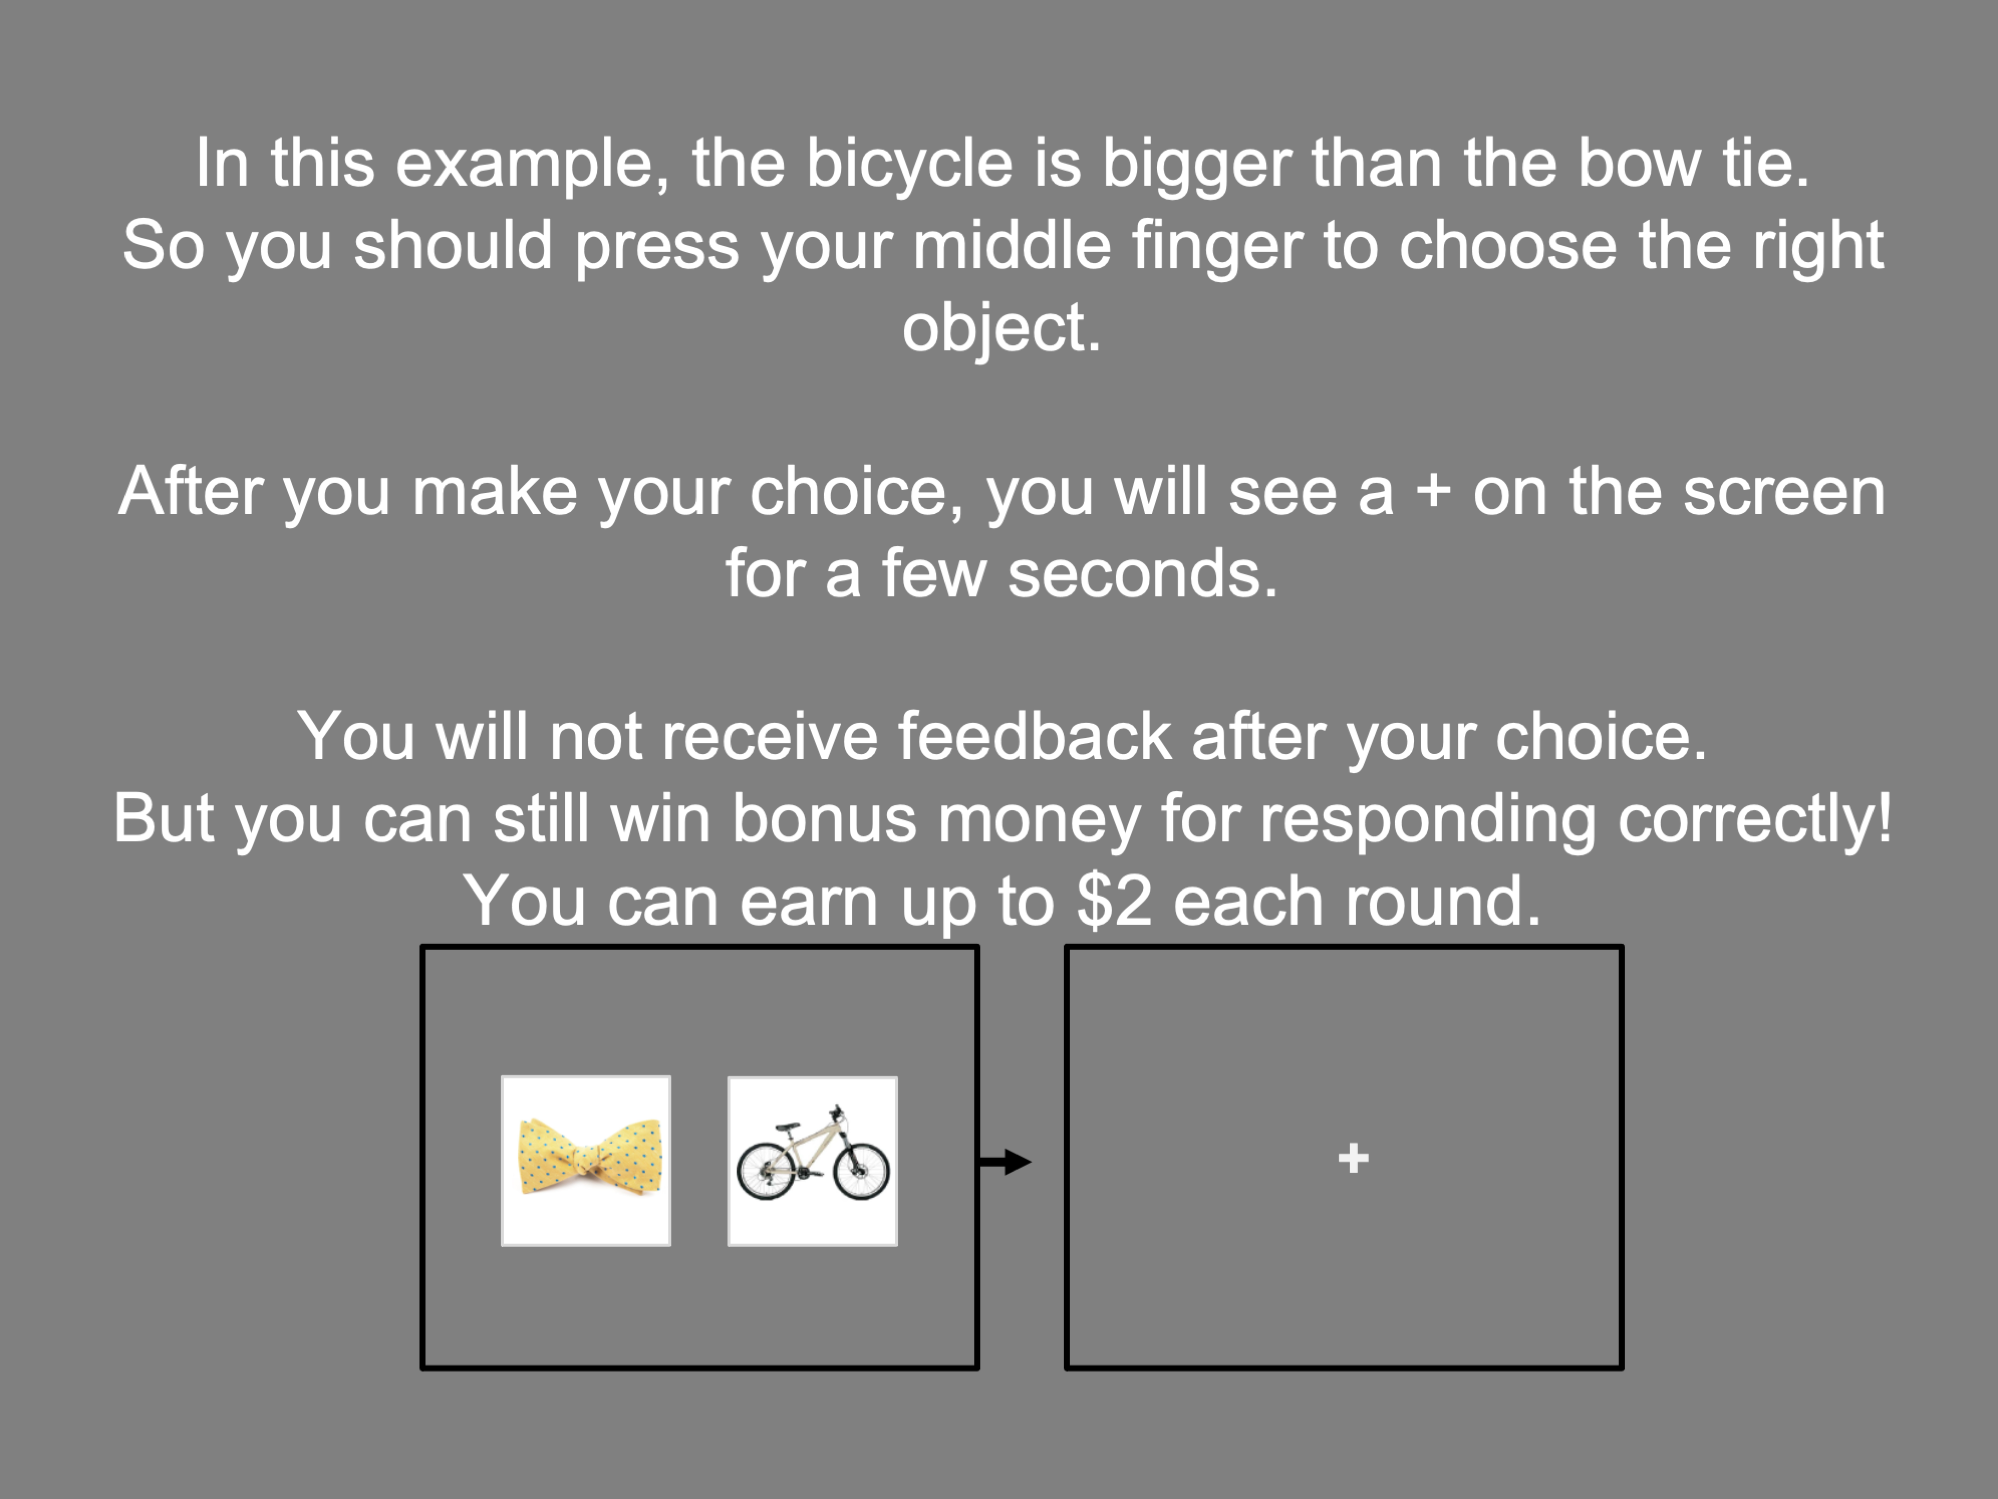 In this example, the bicycle is bigger than the bow tie.
So you should press your middle finger to choose the right
object.
After you make your choice, you will see a + on the screen
for a few seconds.
You will not receive feedback after your choice.
But you can still win bonus money for responding correctly!
You can earn up to $2 each round.
+